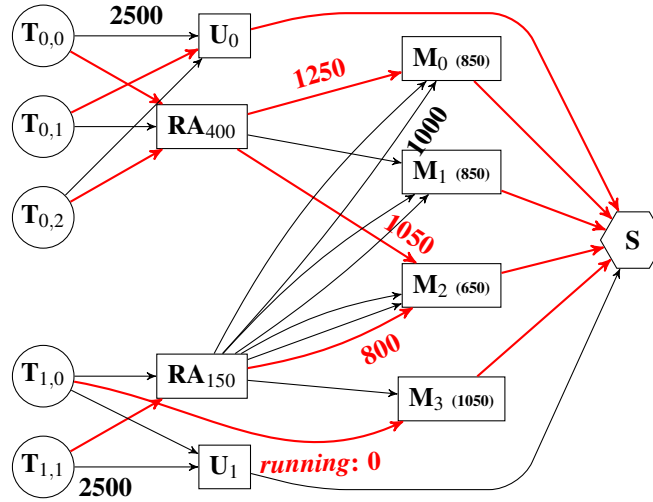 2500
T0,0
U0
M0 (850)
1250
T0,1
RA400
1000
M1 (850)
T0,2
1050
S
M2 (650)
800
T1,0
RA150
M3 (1050)
T1,1
U1
running: 0
2500